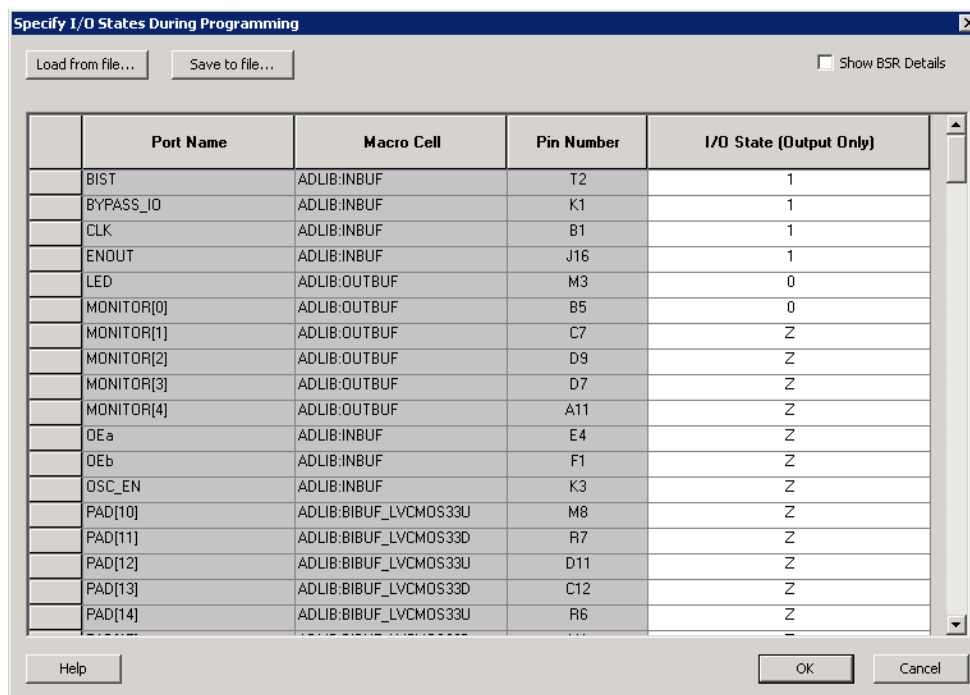 Specify I/O States During Programming
Load from file... Save to file... Show BSR Details
Port Name Macro Cell Pin Number I/O State (Output Only)
BIST ADLIB:INBUF T2 1
BYPASS_IO ADLIB:INBUF K1 1
CLK ADLIB:INBUF B1 1
ENOUT ADLIB:INBUF J16 1
LED ADLIB:OUTBUF M3 0
MONITOR[0] ADLIB:OUTBUF B5 0
MONITOR[1] ADLIB:OUTBUF C7 Z
MONITOR[2] ADLIB:OUTBUF D9 Z
MONITOR[3] ADLIB:OUTBUF D7 Z
MONITOR[4] ADLIB:OUTBUF A11 Z
OEa ADLIB:INBUF E4 Z
OEb ADLIB:INBUF F1 Z
OSC_EN ADLIB:INBUF K3 Z
PAD[10] ADLIB:BIBUF_LVCMOS33U M8 Z
PAD[11] ADLIB:BIBUF_LVCMOS33D R7 Z
PAD[12] ADLIB:BIBUF_LVCMOS33U D11 Z
PAD[13] ADLIB:BIBUF_LVCMOS33D C12 Z
PAD[14] ADLIB:BIBUF_LVCMOS33U R6 Z
Help OK Cancel